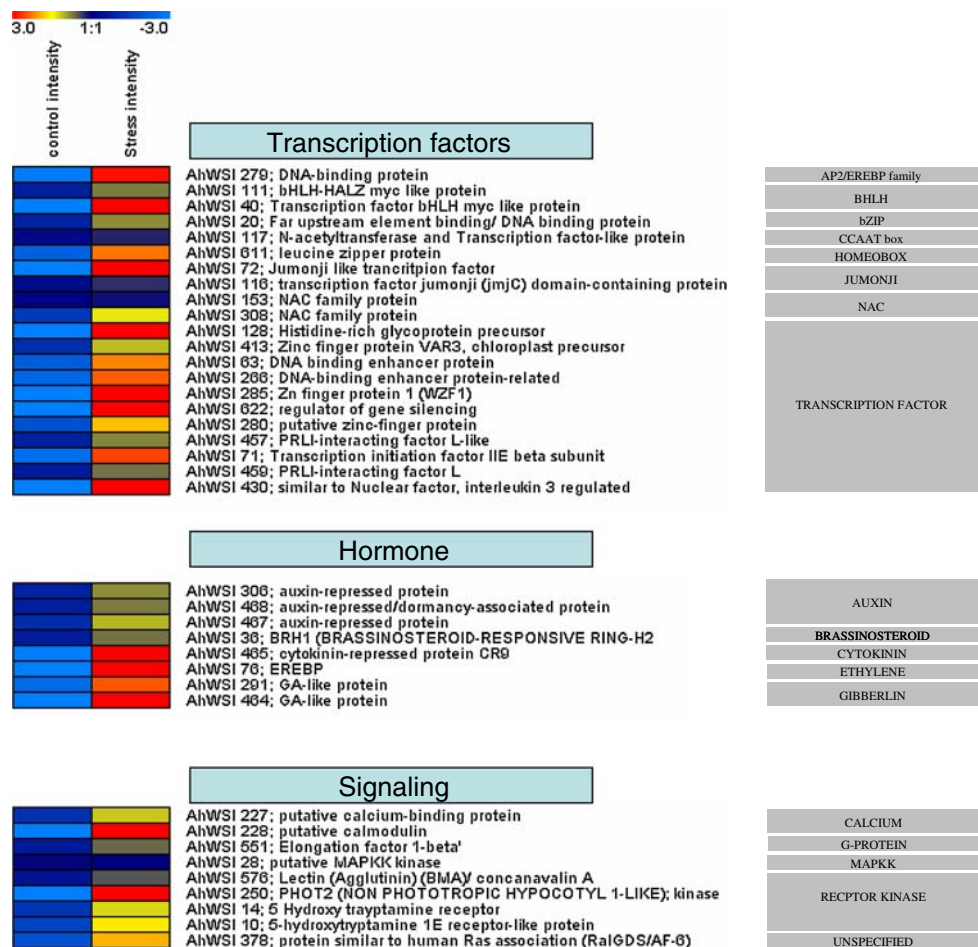 3.0 1:1 -3.0
control intensity
Stress intensity
Transcription factors
AhWSI 279; DNA-binding protein
AhWSI 111; bHLH-HALZ myc like protein
AhWSI 40; Transcription factor bHLH myc like protein
AhWSI 20; Far upstream element binding/ DNA binding protein
AhWSI 117; N-acetyltransferase and Transcription factor-like protein
AhWSI 611; leucine zipper protein
AhWSI 72; Jumonji like trancritpion factor
AhWSI 116; transcription factor jumonji (jmjC) domain-containing protein
AhWSI 153; NAC family protein
AhWSI 308; NAC family protein
AhWSI 128; Histidine-rich glycoprotein precursor
AhWSI 413; Zinc finger protein VAR3, chloroplast precursor
AhWSI 63; DNA binding enhancer protein
AhWSI 266; DNA-binding enhancer protein-related
AhWSI 285; Zn finger protein 1 (WZF1)
AhWSI 622; regulator of gene silencing
AhWSI 280; putative zinc-finger protein
AhWSI 457; PRLI-interacting factor L-like
AhWSI 71; Transcription initiation factor IIE beta subunit
AhWSI 459; PRLI-interacting factor L
AhWSI 430; similar to Nuclear factor, interleukin 3 regulated
AP2/EREBP family
BHLH
bZIP
CCAAT box
HOMEOBOX
JUMONJI
NAC
TRANSCRIPTION FACTOR
Hormone
AhWSI 306; auxin-repressed protein
AhWSI 468; auxin-repressed/dormancy-associated protein
AhWSI 467; auxin-repressed protein
AhWSI 36; BRH1 (BRASSINOSTEROID-RESPONSIVE RING-H2
AhWSI 465; cytokinin-repressed protein CR9
AhWSI 76; EREBP
AhWSI 291; GA-like protein
AhWSI 464; GA-like protein
AUXIN
BRASSINOSTEROID
CYTOKININ
ETHYLENE
GIBBERLIN
Signaling
AhWSI 227; putative calcium-binding protein
AhWSI 228; putative calmodulin
AhWSI 551; Elongation factor 1-beta'
AhWSI 28; putative MAPKK kinase
AhWSI 576; Lectin (Agglutinin) (BMA)/ concanavalin A
AhWSI 250; PHOT2 (NON PHOTOTROPIC HYPOCOTYL 1-LIKE); kinase
AhWSI 14; 5 Hydroxy trayptamine receptor
AhWSI 10; 5-hydroxytryptamine 1E receptor-like protein
AhWSI 378; protein similar to human Ras association (RalGDS/AF-6)
CALCIUM
G-PROTEIN
MAPKK
RECPTOR KINASE
UNSPECIFIED